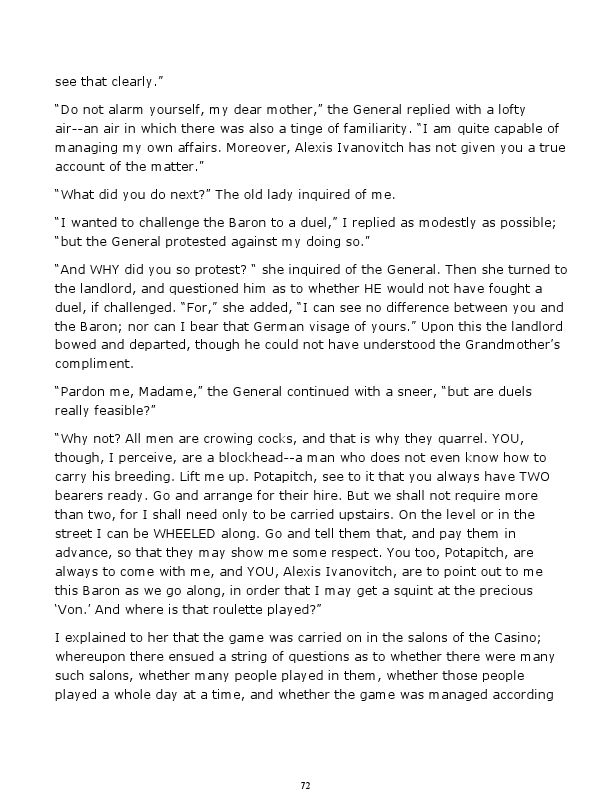 see that clearly.”
“Do not alarm yourself, my dear mother,” the General replied with a lofty
air--an air in which there was also a tinge of familiarity. “I am quite capable of
managing my own affairs. Moreover, Alexis Ivanovitch has not given you a true
account of the matter.”
“What did you do next?” The old lady inquired of me.
“I wanted to challenge the Baron to a duel,” I replied as modestly as possible;
“but the General protested against my doing so.”
“And WHY did you so protest? “ she inquired of the General. Then she turned to
the landlord, and questioned him as to whether HE would not have fought a
duel, if challenged. “For,” she added, “I can see no difference between you and
the Baron; nor can I bear that German visage of yours.” Upon this the landlord
bowed and departed, though he could not have understood the Grandmother’s
compliment.
“Pardon me, Madame,” the General continued with a sneer, “but are duels
really feasible?”
“Why not? All men are crowing cocks, and that is why they quarrel. YOU,
though, I perceive, are a blockhead--a man who does not even know how to
carry his breeding. Lift me up. Potapitch, see to it that you always have TWO
bearers ready. Go and arrange for their hire. But we shall not require more
than two, for I shall need only to be carried upstairs. On the level or in the
street I can be WHEELED along. Go and tell them that, and pay them in
advance, so that they may show me some respect. You too, Potapitch, are
always to come with me, and YOU, Alexis Ivanovitch, are to point out to me
this Baron as we go along, in order that I may get a squint at the precious
‘Von.’ And where is that roulette played?”
I explained to her that the game was carried on in the salons of the Casino;
whereupon there ensued a string of questions as to whether there were many
such salons, whether many people played in them, whether those people
played a whole day at a time, and whether the game was managed according
72